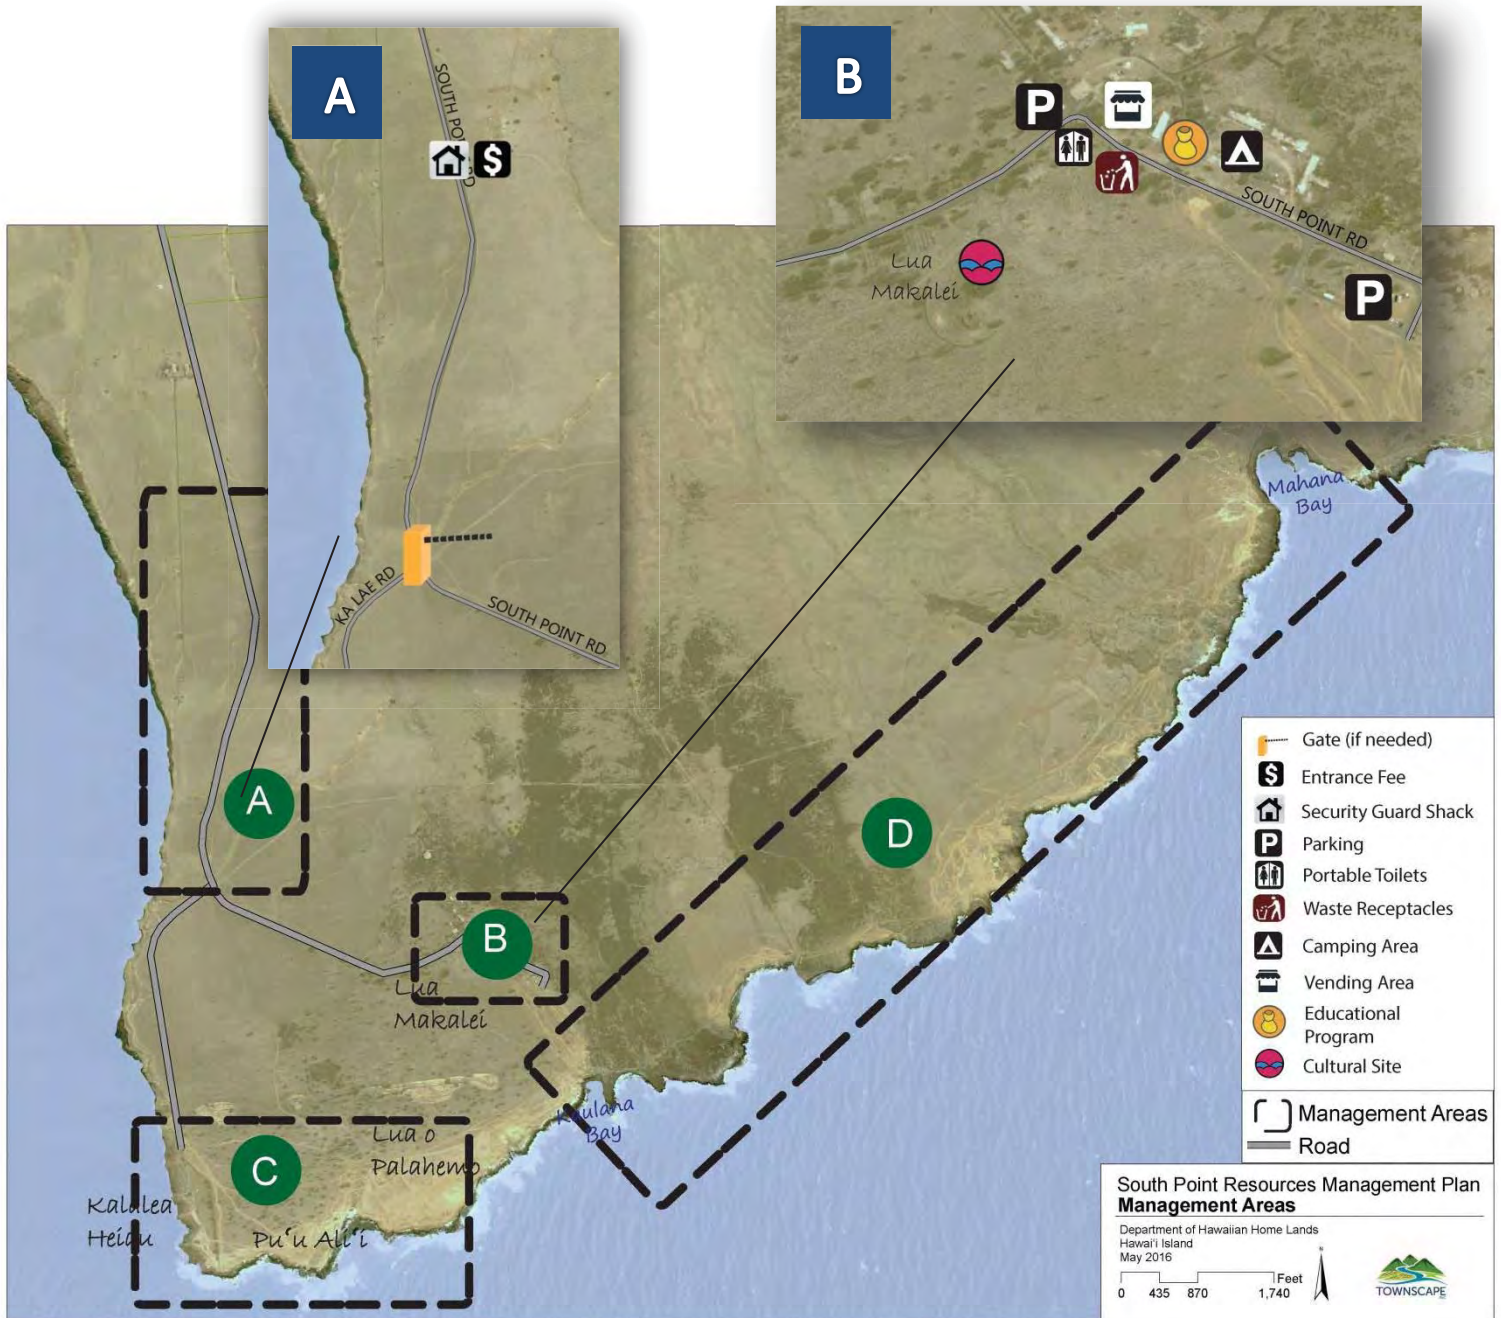 A
SOUTH POINT RD
KA LAE RD
SOUTH POINT RD
B
SOUTH POINT RD
Lua
Makalei
Mahana
Bay
A
B
C
D
Lua
Makalei
Kaulana
Bay
Lua o
Palahemo
Kalalea
Heiau
Puʻu Aliʻi
Gate (if needed)
Entrance Fee
Security Guard Shack
Parking
Portable Toilets
Waste Receptacles
Camping Area
Vending Area
Educational
Program
Cultural Site
Management Areas
Road
South Point Resources Management Plan
Management Areas
Department of Hawaiian Home Lands
Hawaiʻi Island
May 2016
Feet
0 435 870 1,740
N
TOWNSCAPE
P
P
$
P
$